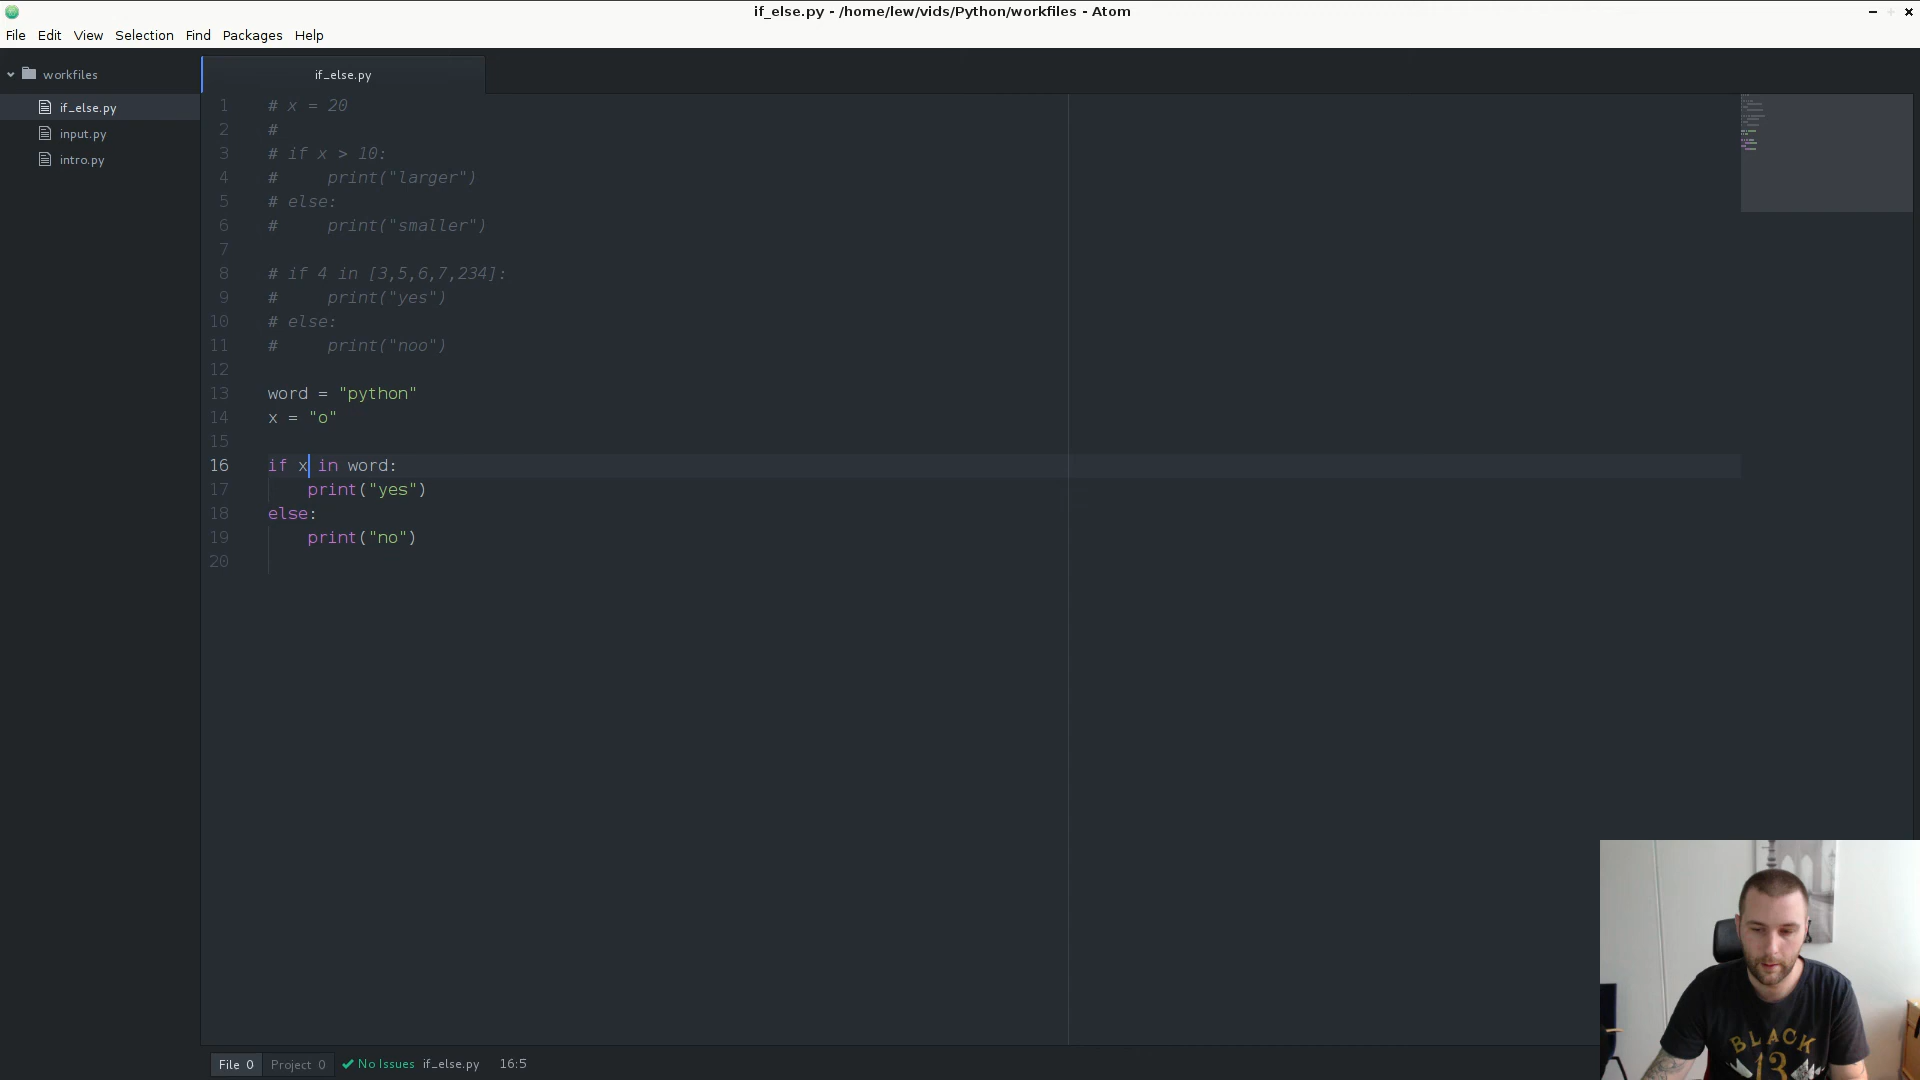 if_else.py - /home/lew/vids/Python/workfiles - Atom
File Edit View Selection Find Packages Help
workfiles
if_else.py
input.py
intro.py
if_else.py
1 # x = 20
2 #
3 # if x > 10:
4 #     print("larger")
5 # else:
6 #     print("smaller")
7
8 # if 4 in [3,5,6,7,234]:
9 #     print("yes")
10 # else:
11 #     print("noo")
12
13 word = "python"
14 x = "o"
15
16 if x in word:
17     print("yes")
18 else:
19     print("no")
20
File 0 Project 0 No Issues if_else.py 16:5
BLACK
13